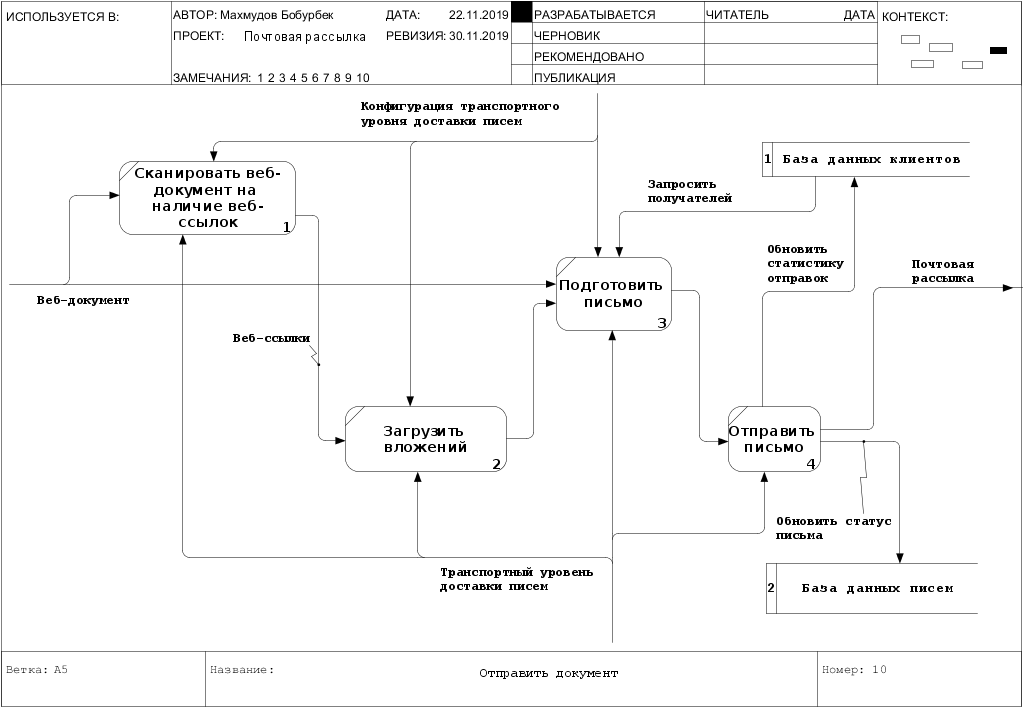 ИСПОЛЬЗУЕТСЯ В:
АВТОР: Махмудов Бобурбек
ДАТА: 22.11.2019
ПРОЕКТ: Почтовая рассылка
РЕВИЗИЯ: 30.11.2019
ЗАМЕЧАНИЯ: 1 2 3 4 5 6 7 8 9 10
РАЗРАБАТЫВАЕТСЯ
ЧЕРНОВИК
РЕКОМЕНДОВАНО
ПУБЛИКАЦИЯ
ЧИТАТЕЛЬ ДАТА
КОНТЕКСТ:
Конфигурация транспортного
уровня доставки писем
Сканировать веб-
документ на
наличие веб-
ссылок
1
1 База данных клиентов
Запросить
получателей
Обновить
статистику
отправок
Почтовая
рассылка
Подготовить
письмо
3
Веб-документ
Веб-ссылки
Загрузить
вложений
2
Отправить
письмо
4
Обновить статус
письма
Транспортный уровень
доставки писем
2 База данных писем
Ветка: A5
Название:
Отправить документ
Номер: 10